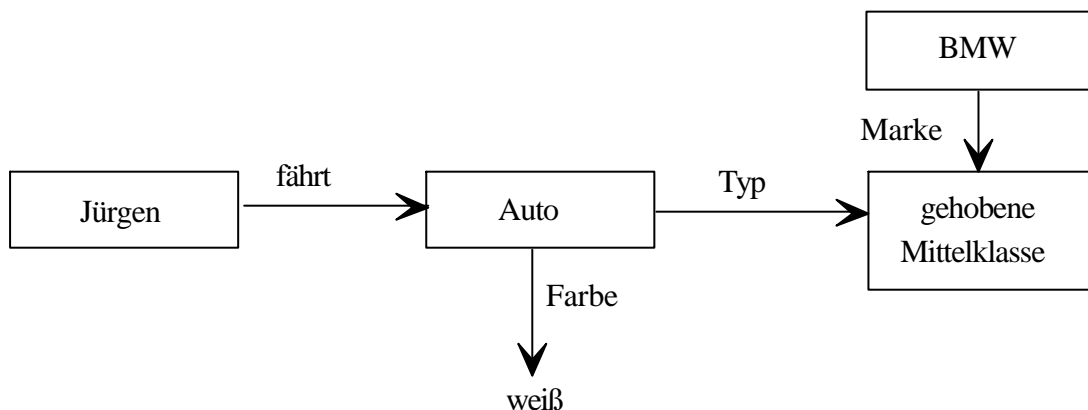 BMW
Marke
fährt
Typ
Jürgen
Auto
gehobene
Mittelklasse
Farbe
weiß